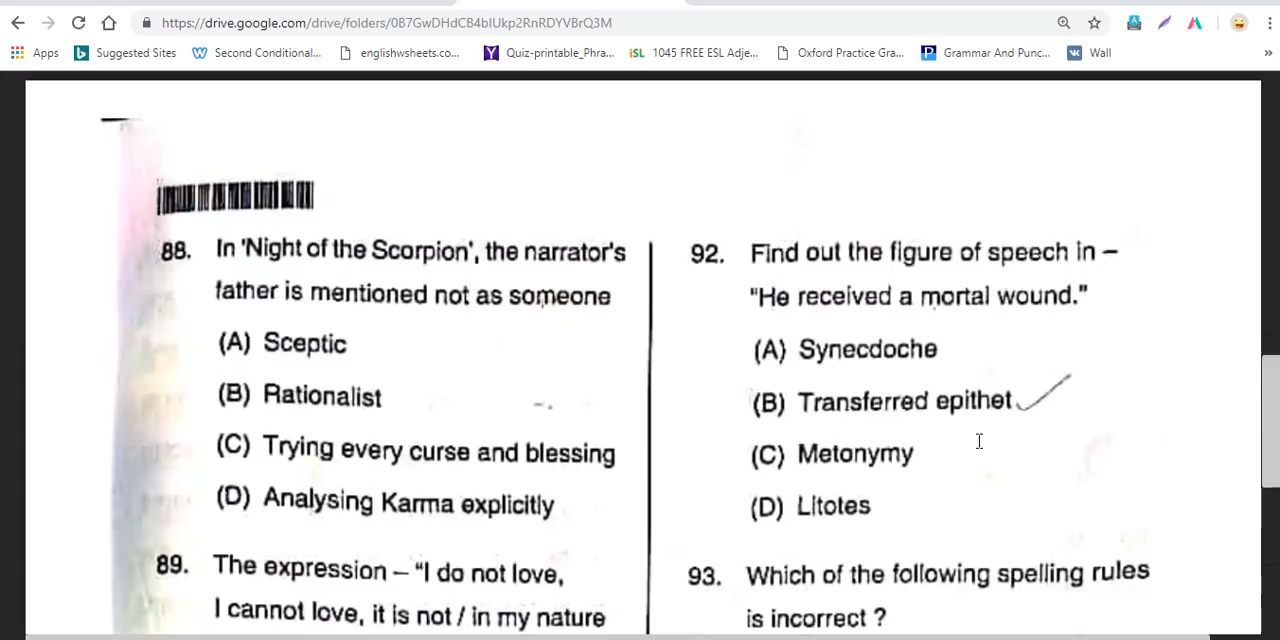 https://drive.google.com/drive/folders/0B7GwDHdCB4blUkp2RnRDYVBrQ3M
Apps Suggested Sites Second Conditional... englishwsheets.co... Quiz-printable_Phra... iSL 1045 FREE ESL Adje... Oxford Practice Gra... Grammar And Punc... Wall »
88. In 'Night of the Scorpion', the narrator's
father is mentioned not as someone
(A) Sceptic
(B) Rationalist
(C) Trying every curse and blessing
(D) Analysing Karma explicitly
89. The expression – "I do not love,
I cannot love, it is not / in my nature
92. Find out the figure of speech in –
"He received a mortal wound."
(A) Synecdoche
(B) Transferred epithet
(C) Metonymy
(D) Litotes
93. Which of the following spelling rules
is incorrect ?